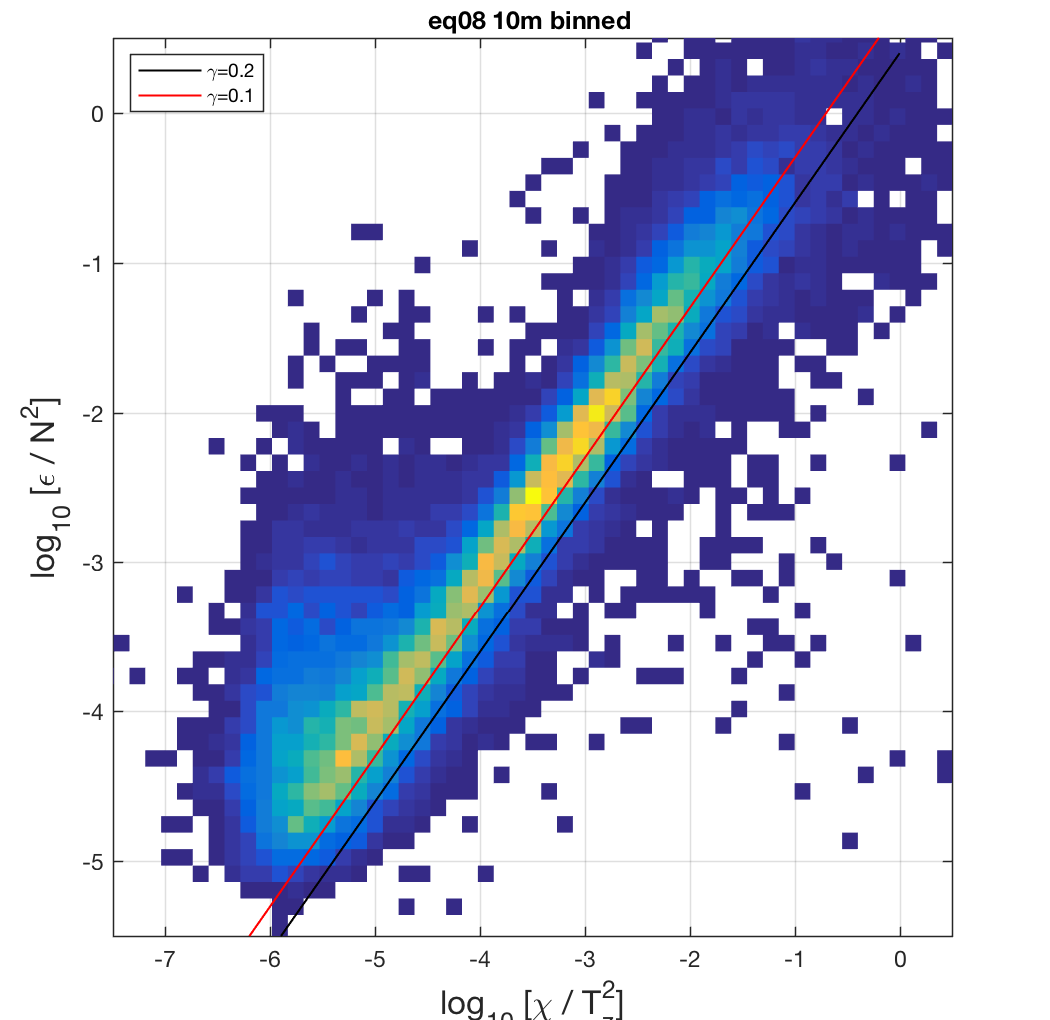 eq08 10m binned
γ=0.2
γ=0.1
log10 [ϵ / N2]
0
-1
-2
-3
-4
-5
-7 -6 -5 -4 -3 -2 -1 0
log10 [χ / Tz2]